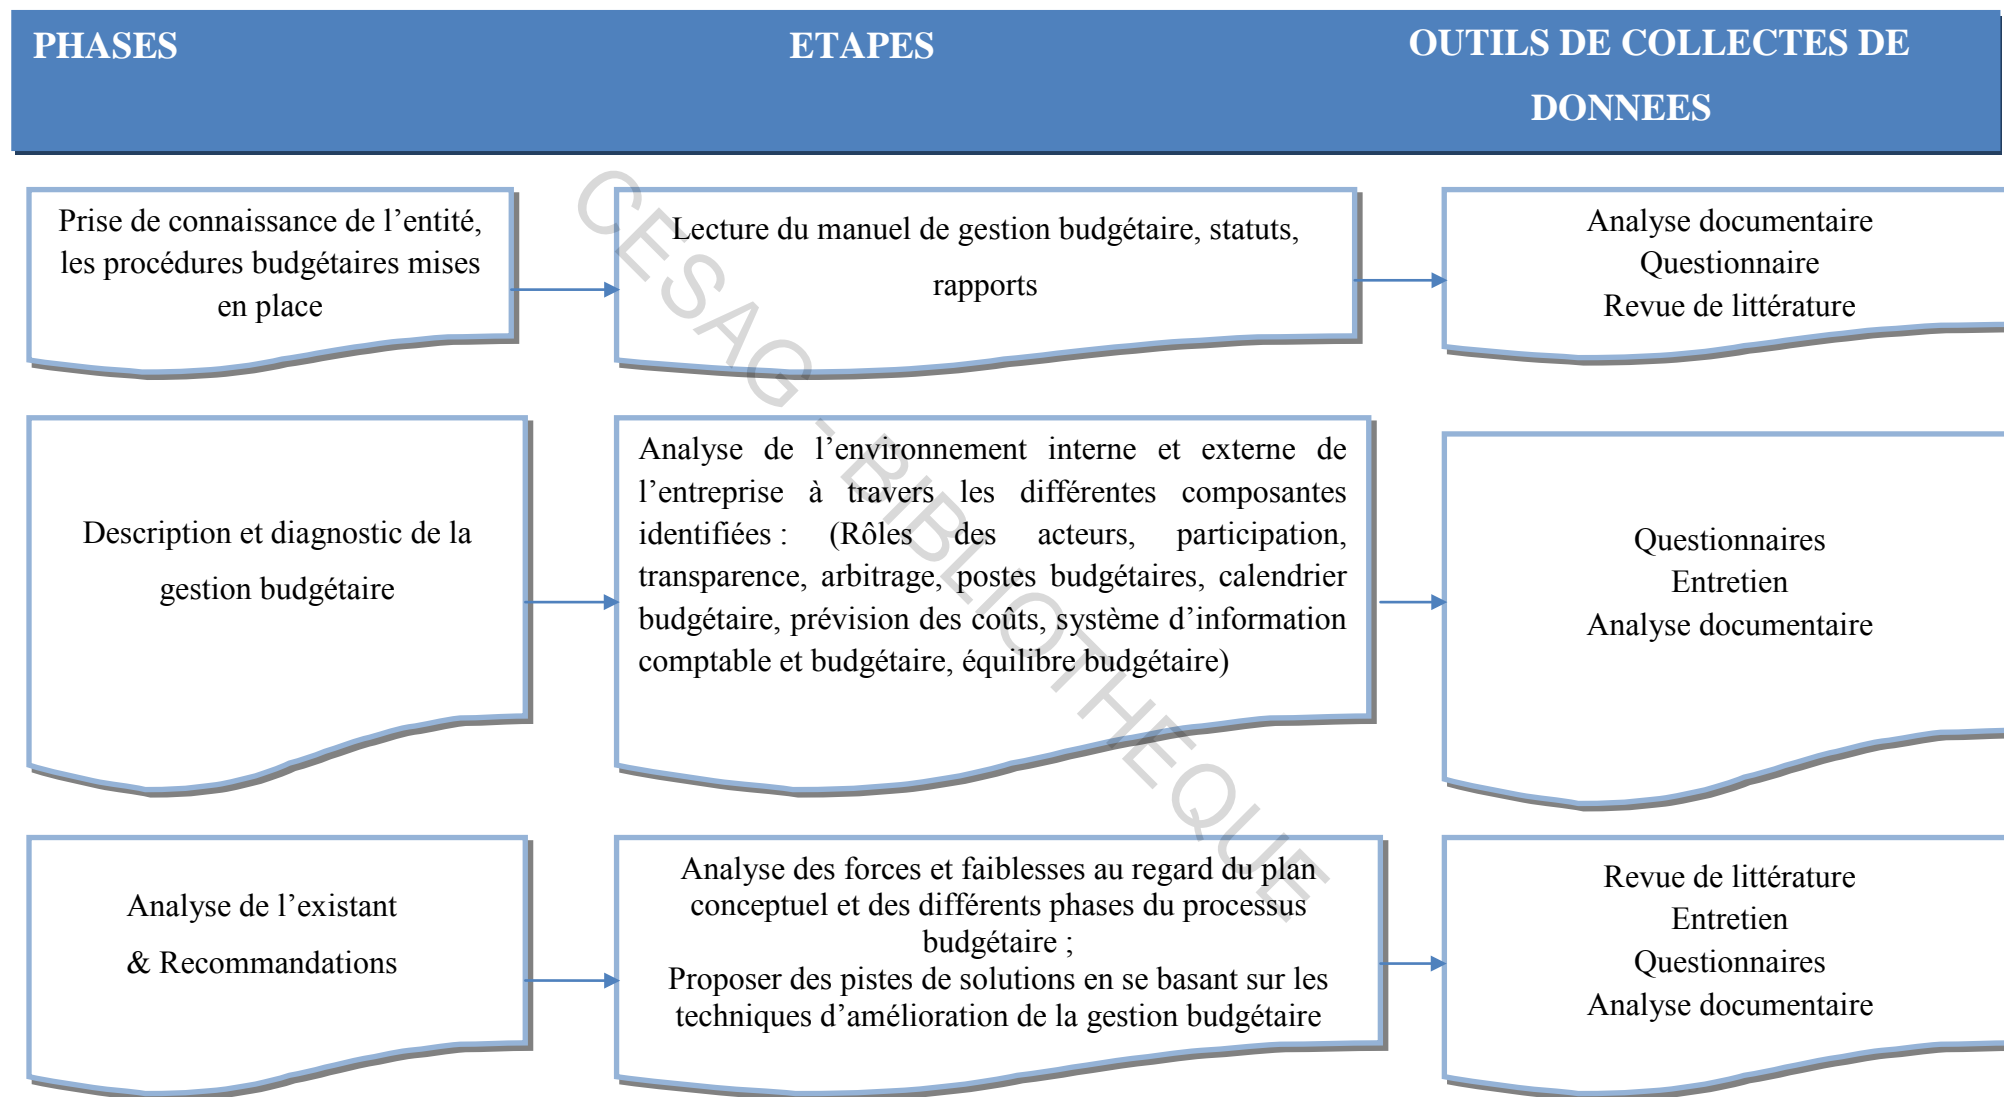 PHASES
ETAPES
OUTILS DE COLLECTES DE
DONNEES
Prise de connaissance de l’entité,
les procédures budgétaires mises
en place
Lecture du manuel de gestion budgétaire, statuts,
rapports
Analyse documentaire
Questionnaire
Revue de littérature
Description et diagnostic de la
gestion budgétaire
Analyse de l’environnement interne et externe de
l’entreprise à travers les différentes composantes
identifiées : (Rôles des acteurs, participation,
transparence, arbitrage, postes budgétaires, calendrier
budgétaire, prévision des coûts, système d’information
comptable et budgétaire, équilibre budgétaire)
Questionnaires
Entretien
Analyse documentaire
Analyse de l’existant
& Recommandations
Analyse des forces et faiblesses au regard du plan
conceptuel et des différents phases du processus
budgétaire ;
Proposer des pistes de solutions en se basant sur les
techniques d’amélioration de la gestion budgétaire
Revue de littérature
Entretien
Questionnaires
Analyse documentaire
CESAG - BIBLIOTHEQUE